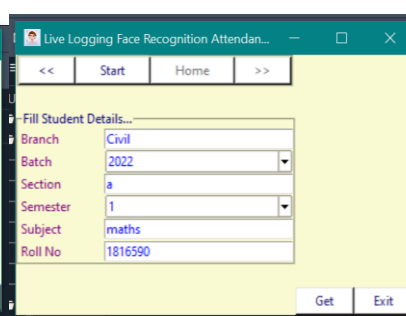 Live Logging Face Recognition Attendan...
<< Start Home >>
Fill Student Details...
Branch Civil
Batch 2022
Section a
Semester 1
Subject maths
Roll No 1816590
Get Exit